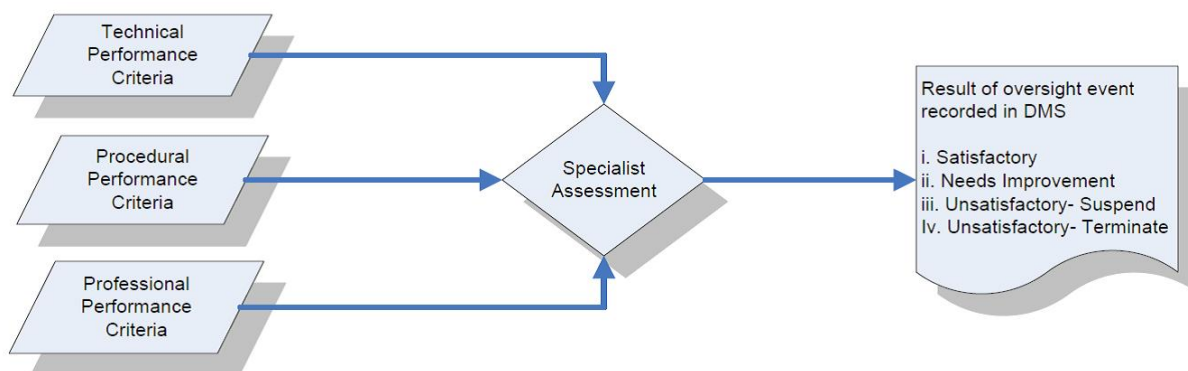 Technical
Performance
Criteria
Procedural
Performance
Criteria
Professional
Performance
Criteria
Specialist
Assessment
Result of oversight event
recorded in DMS
i. Satisfactory
ii. Needs Improvement
iii. Unsatisfactory- Suspend
Iv. Unsatisfactory- Terminate